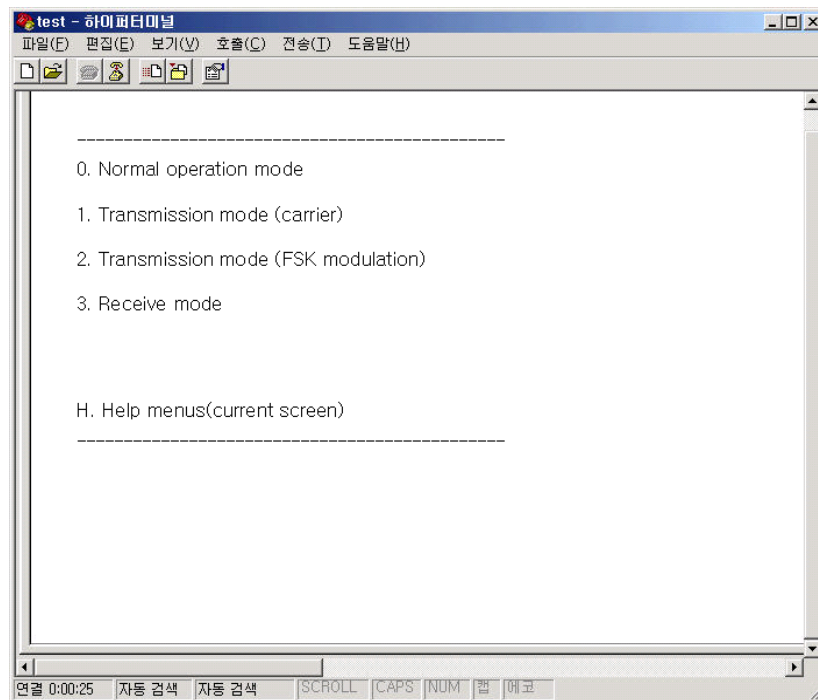 test - 하이퍼터미널
파일(F) 편집(E) 보기(V) 호출(C) 전송(T) 도움말(H)
----------------------------------------------
0. Normal operation mode
1. Transmission mode (carrier)
2. Transmission mode (FSK modulation)
3. Receive mode
H. Help menus(current screen)
----------------------------------------------
연결 0:00:25 자동 검색 자동 검색 SCROLL CAPS NUM 캡 에코